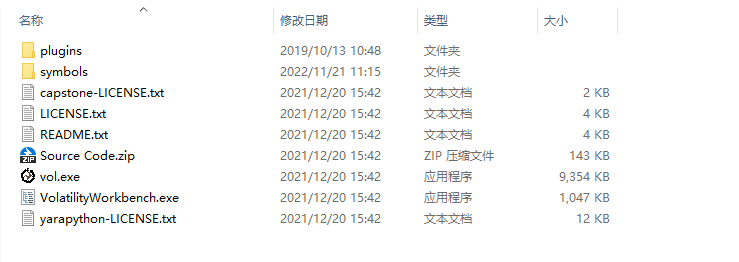 名称 修改日期 类型 大小
plugins 2019/10/13 10:48 文件夹
symbols 2022/11/21 11:15 文件夹
capstone-LICENSE.txt 2021/12/20 15:42 文本文档 2 KB
LICENSE.txt 2021/12/20 15:42 文本文档 4 KB
README.txt 2021/12/20 15:42 文本文档 4 KB
ZIP Source Code.zip 2021/12/20 15:42 ZIP 压缩文件 143 KB
vol.exe 2021/12/20 15:42 应用程序 9,354 KB
VolatilityWorkbench.exe 2021/12/20 15:42 应用程序 1,047 KB
yarapython-LICENSE.txt 2021/12/20 15:42 文本文档 12 KB